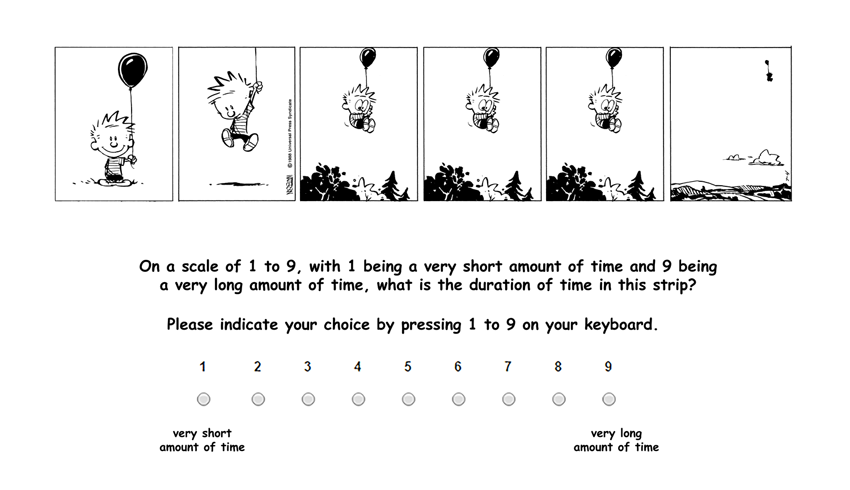 ©1988 Universal Press Syndicate
7-4
On a scale of 1 to 9, with 1 being a very short amount of time and 9 being
a very long amount of time, what is the duration of time in this strip?
Please indicate your choice by pressing 1 to 9 on your keyboard.
1 2 3 4 5 6 7 8 9
very short very long
amount of time amount of time